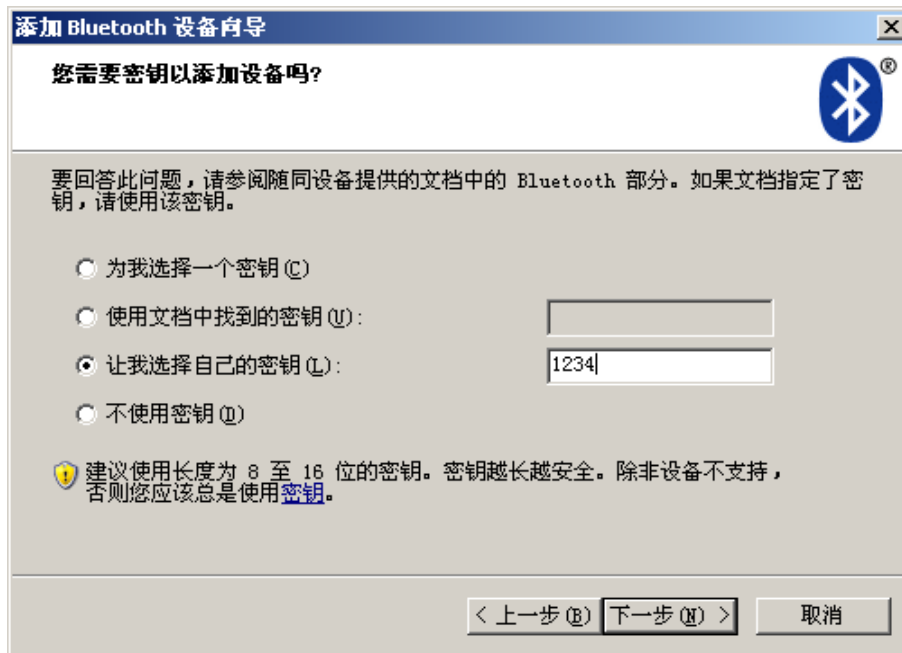 添加 Bluetooth 设备向导
您需要密钥以添加设备吗?
®
要回答此问题，请参阅随同设备提供的文档中的 Bluetooth 部分。如果文档指定了密
钥，请使用该密钥。
为我选择一个密钥(C)
使用文档中找到的密钥(U):
让我选择自己的密钥(L): 1234
不使用密钥(D)
建议使用长度为 8 至 16 位的密钥。密钥越长越安全。除非设备不支持，
否则您应该总是使用密钥。
< 上一步(B) 下一步(N) > 取消